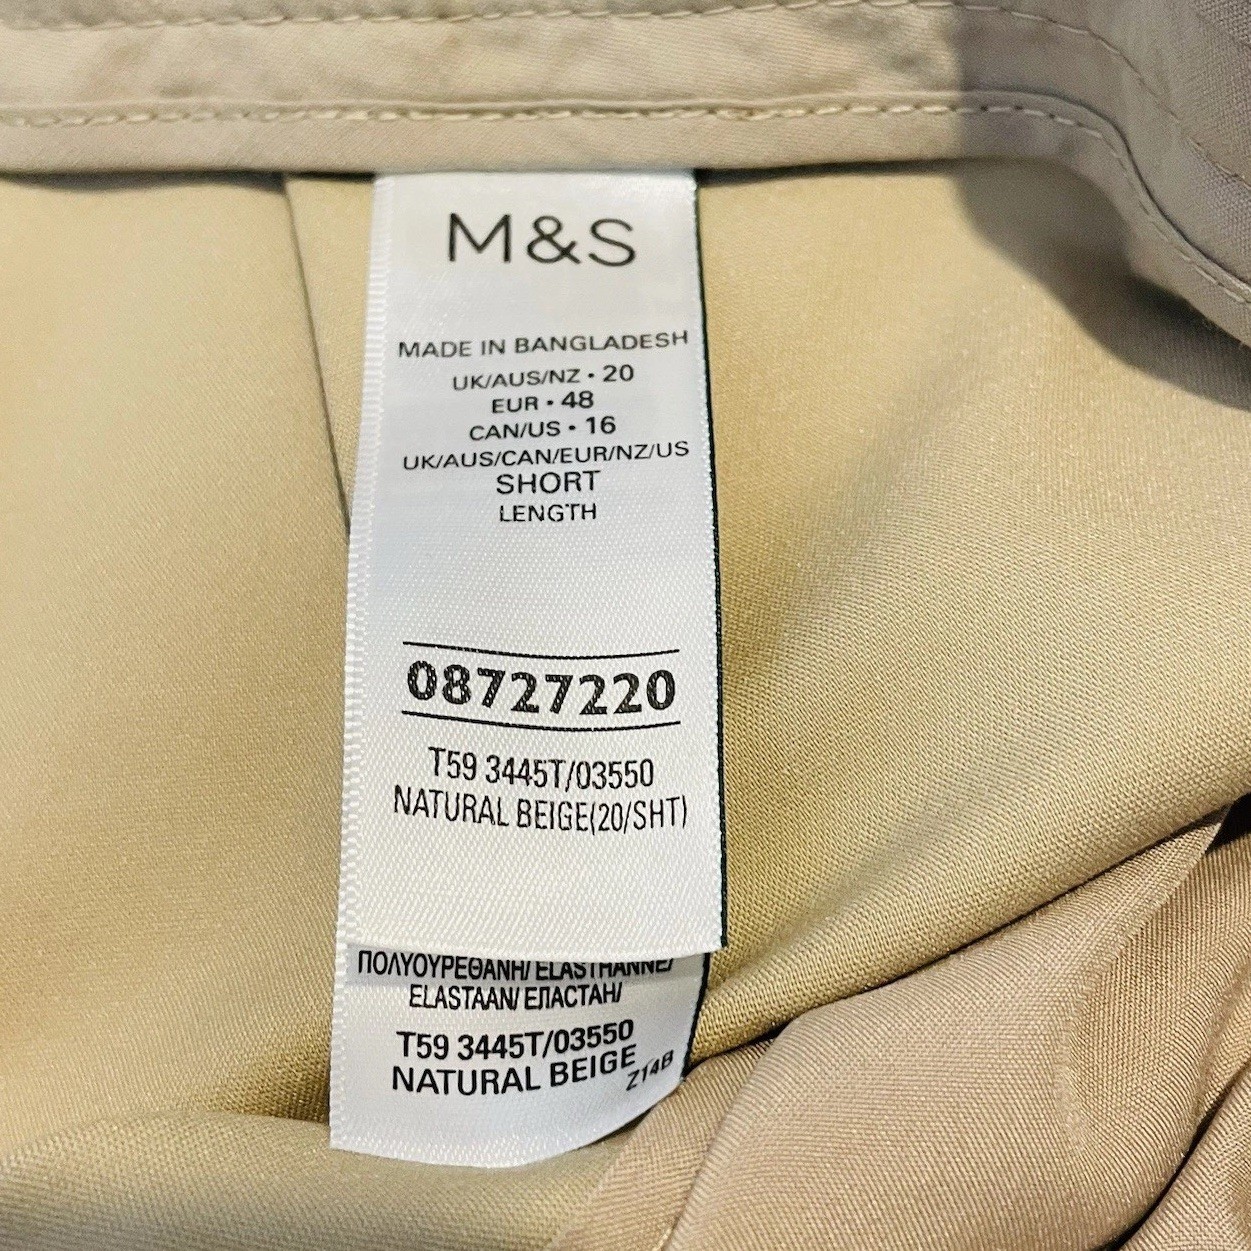 M&S
MADE IN BANGLADESH
UK/AUS/NZ • 20
EUR • 48
CAN/US • 16
UK/AUS/CAN/EUR/NZ/US
SHORT
LENGTH
08727220
T59 3445T/03550
NATURAL BEIGE(20/SHT)
ΠΟΛΥΟΥΡΕΘΑΝΗ/ ELASTHANNE/
ELASTAAN/ ЕЛАСТАН/
T59 3445T/03550
NATURAL BEIGE
Z14B